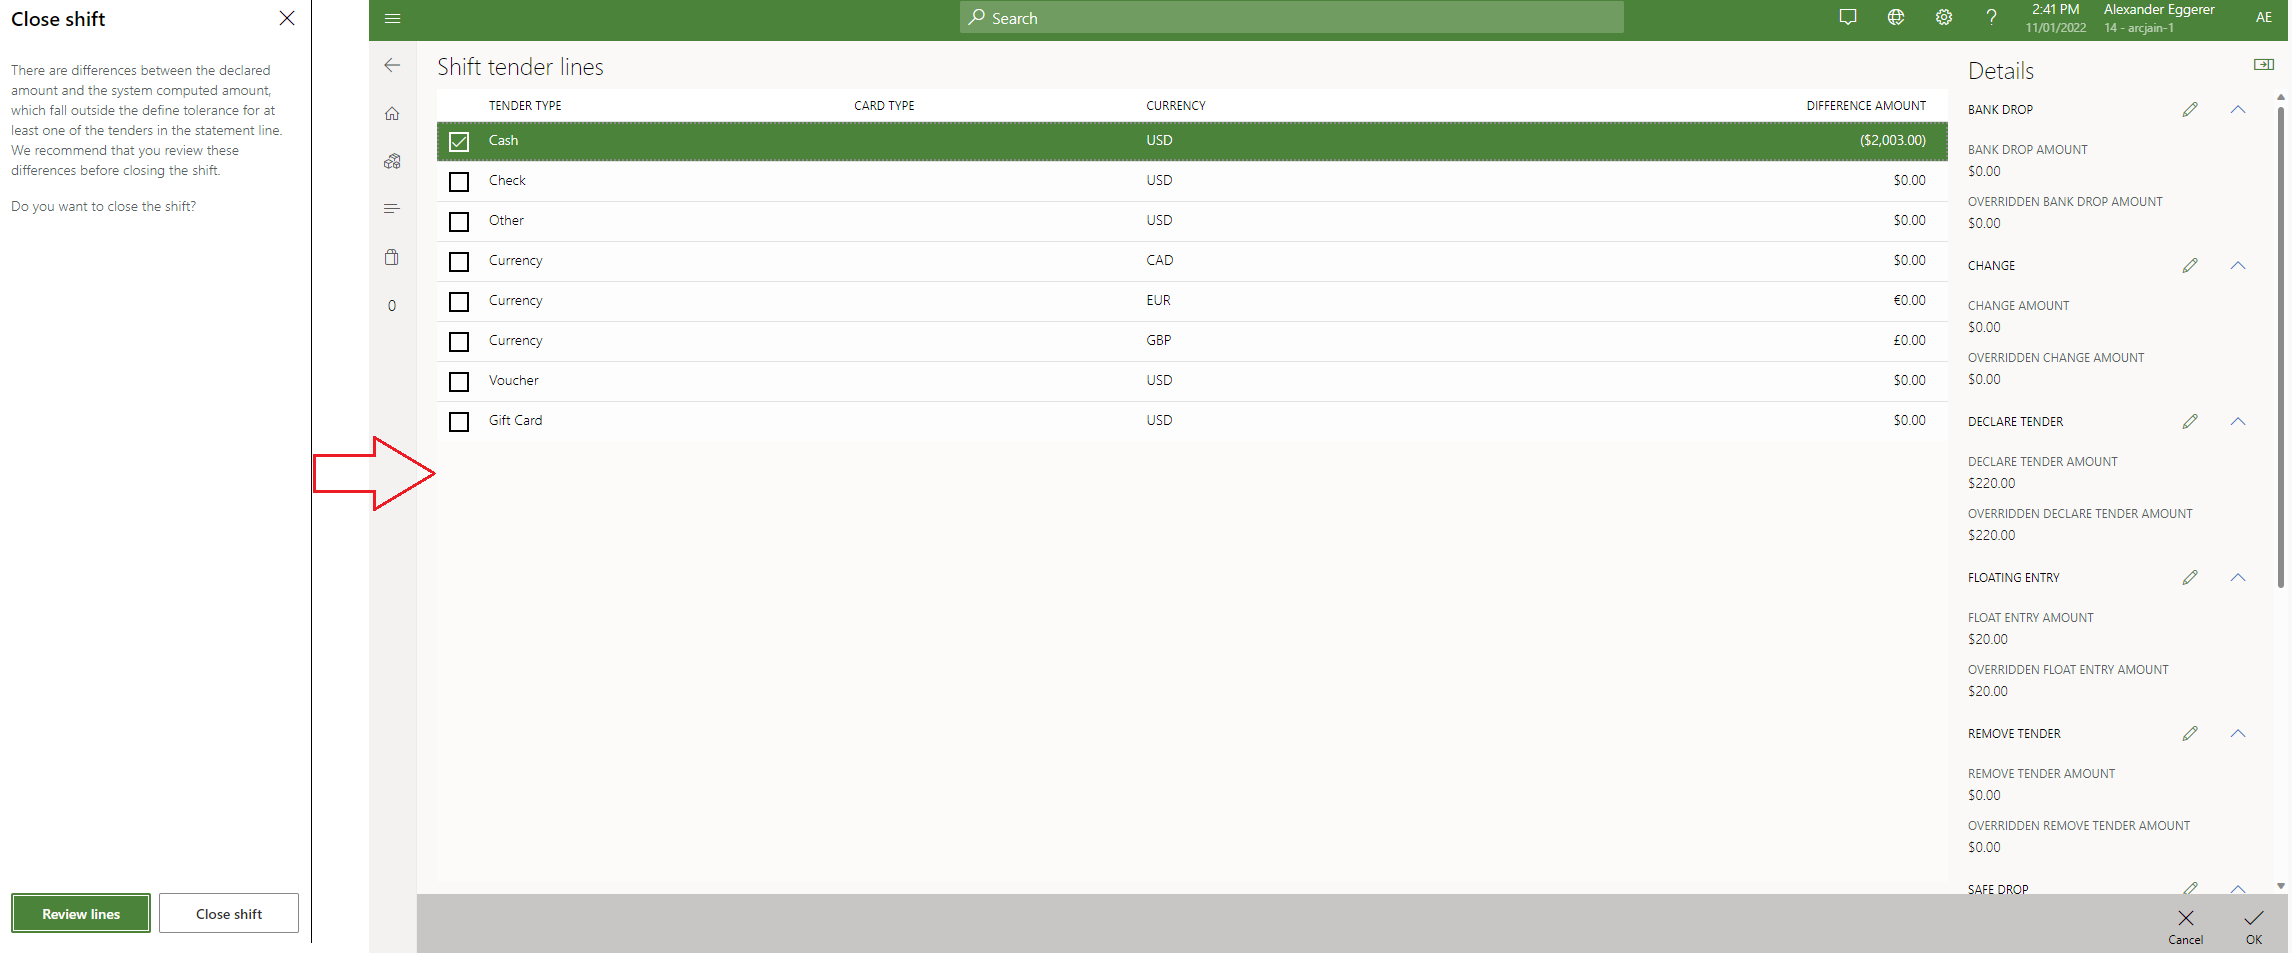 Close shift
There are differences between the declared
amount and the system computed amount,
which fall outside the define tolerance for at
least one of the tenders in the statement line.
We recommend that you review these
differences before closing the shift.
Do you want to close the shift?
Review lines
Close shift
Search
2:41 PM
11/01/2022
Alexander Eggerer
14 - arcjain-1
AE
0
Shift tender lines
TENDER TYPE CARD TYPE CURRENCY DIFFERENCE AMOUNT
Cash USD ($2,003.00)
Check USD $0.00
Other USD $0.00
Currency CAD $0.00
Currency EUR €0.00
Currency GBP £0.00
Voucher USD $0.00
Gift Card USD $0.00
Details
BANK DROP
BANK DROP AMOUNT
$0.00
OVERRIDDEN BANK DROP AMOUNT
$0.00
CHANGE
CHANGE AMOUNT
$0.00
OVERRIDDEN CHANGE AMOUNT
$0.00
DECLARE TENDER
DECLARE TENDER AMOUNT
$220.00
OVERRIDDEN DECLARE TENDER AMOUNT
$220.00
FLOATING ENTRY
FLOAT ENTRY AMOUNT
$20.00
OVERRIDDEN FLOAT ENTRY AMOUNT
$20.00
REMOVE TENDER
REMOVE TENDER AMOUNT
$0.00
OVERRIDDEN REMOVE TENDER AMOUNT
$0.00
SAFE DROP
Cancel
OK